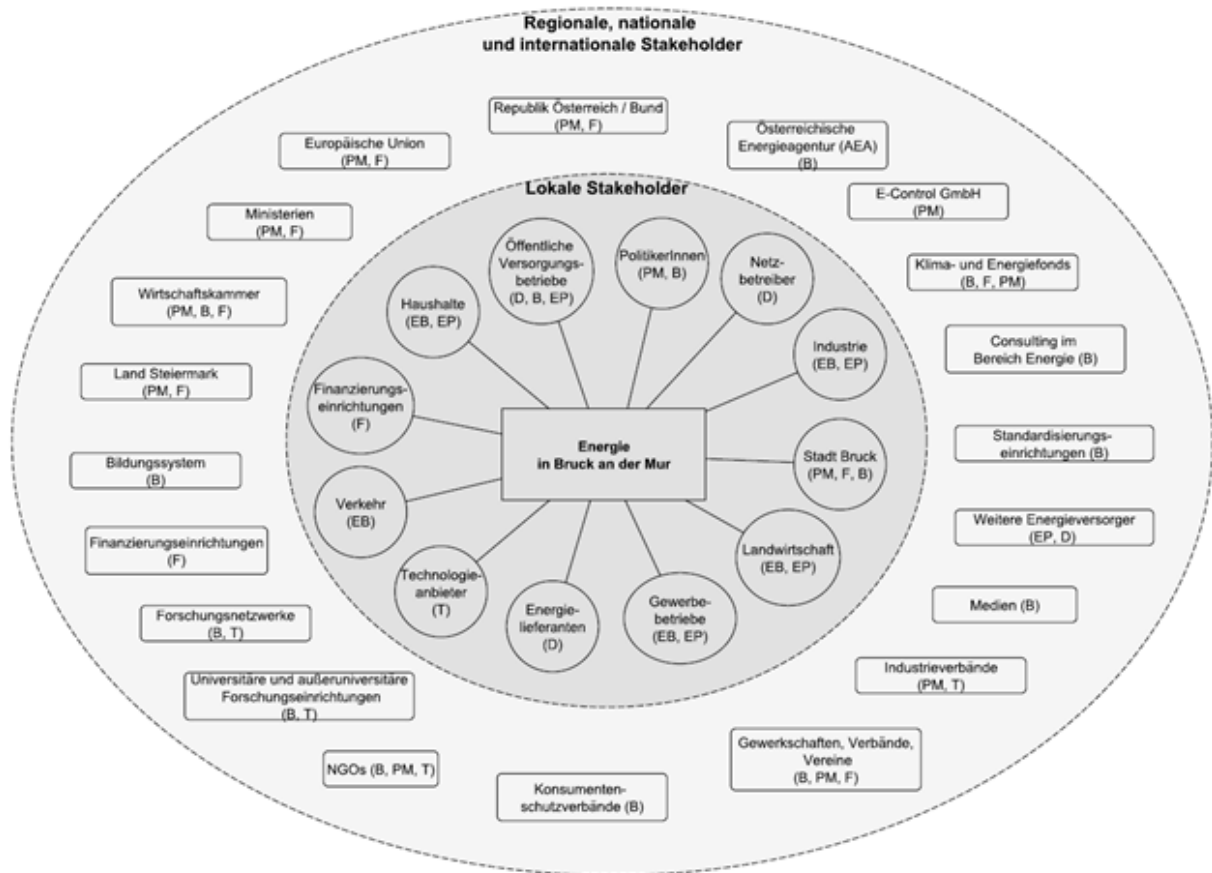 Regionale, nationale
und internationale Stakeholder
Republik Österreich / Bund
(PM, F)
Österreichische
Energieagentur (AEA)
(B)
Europäische Union
(PM, F)
E-Control GmbH
(PM)
Ministerien
(PM, F)
Klima- und Energiefonds
(B, F, PM)
Wirtschaftskammer
(PM, B, F)
Consulting im
Bereich Energie (B)
Land Steiermark
(PM, F)
Standardisierungs-
einrichtungen (B)
Bildungssystem
(B)
Weitere Energieversorger
(EP, D)
Finanzierungseinrichtungen
(F)
Medien (B)
Forschungsnetzwerke
(B, T)
Industrieverbände
(PM, T)
Universitäre und außeruniversitäre
Forschungseinrichtungen
(B, T)
Gewerkschaften, Verbände,
Vereine
(B, PM, F)
NGOs (B, PM, T)
Konsumenten-
schutzverbände (B)
Lokale Stakeholder
Öffentliche
Versorgungs-
betriebe
(D, B, EP)
PolitikerInnen
(PM, B)
Netz-
betreiber
(D)
Haushalte
(EB, EP)
Industrie
(EB, EP)
Finanzierungs-
einrichtungen
(F)
Stadt Bruck
(PM, F, B)
Verkehr
(EB)
Landwirtschaft
(EB, EP)
Technologie-
anbieter
(T)
Energie-
lieferanten
(D)
Gewerbe-
betriebe
(EB, EP)
Energie
in Bruck an der Mur